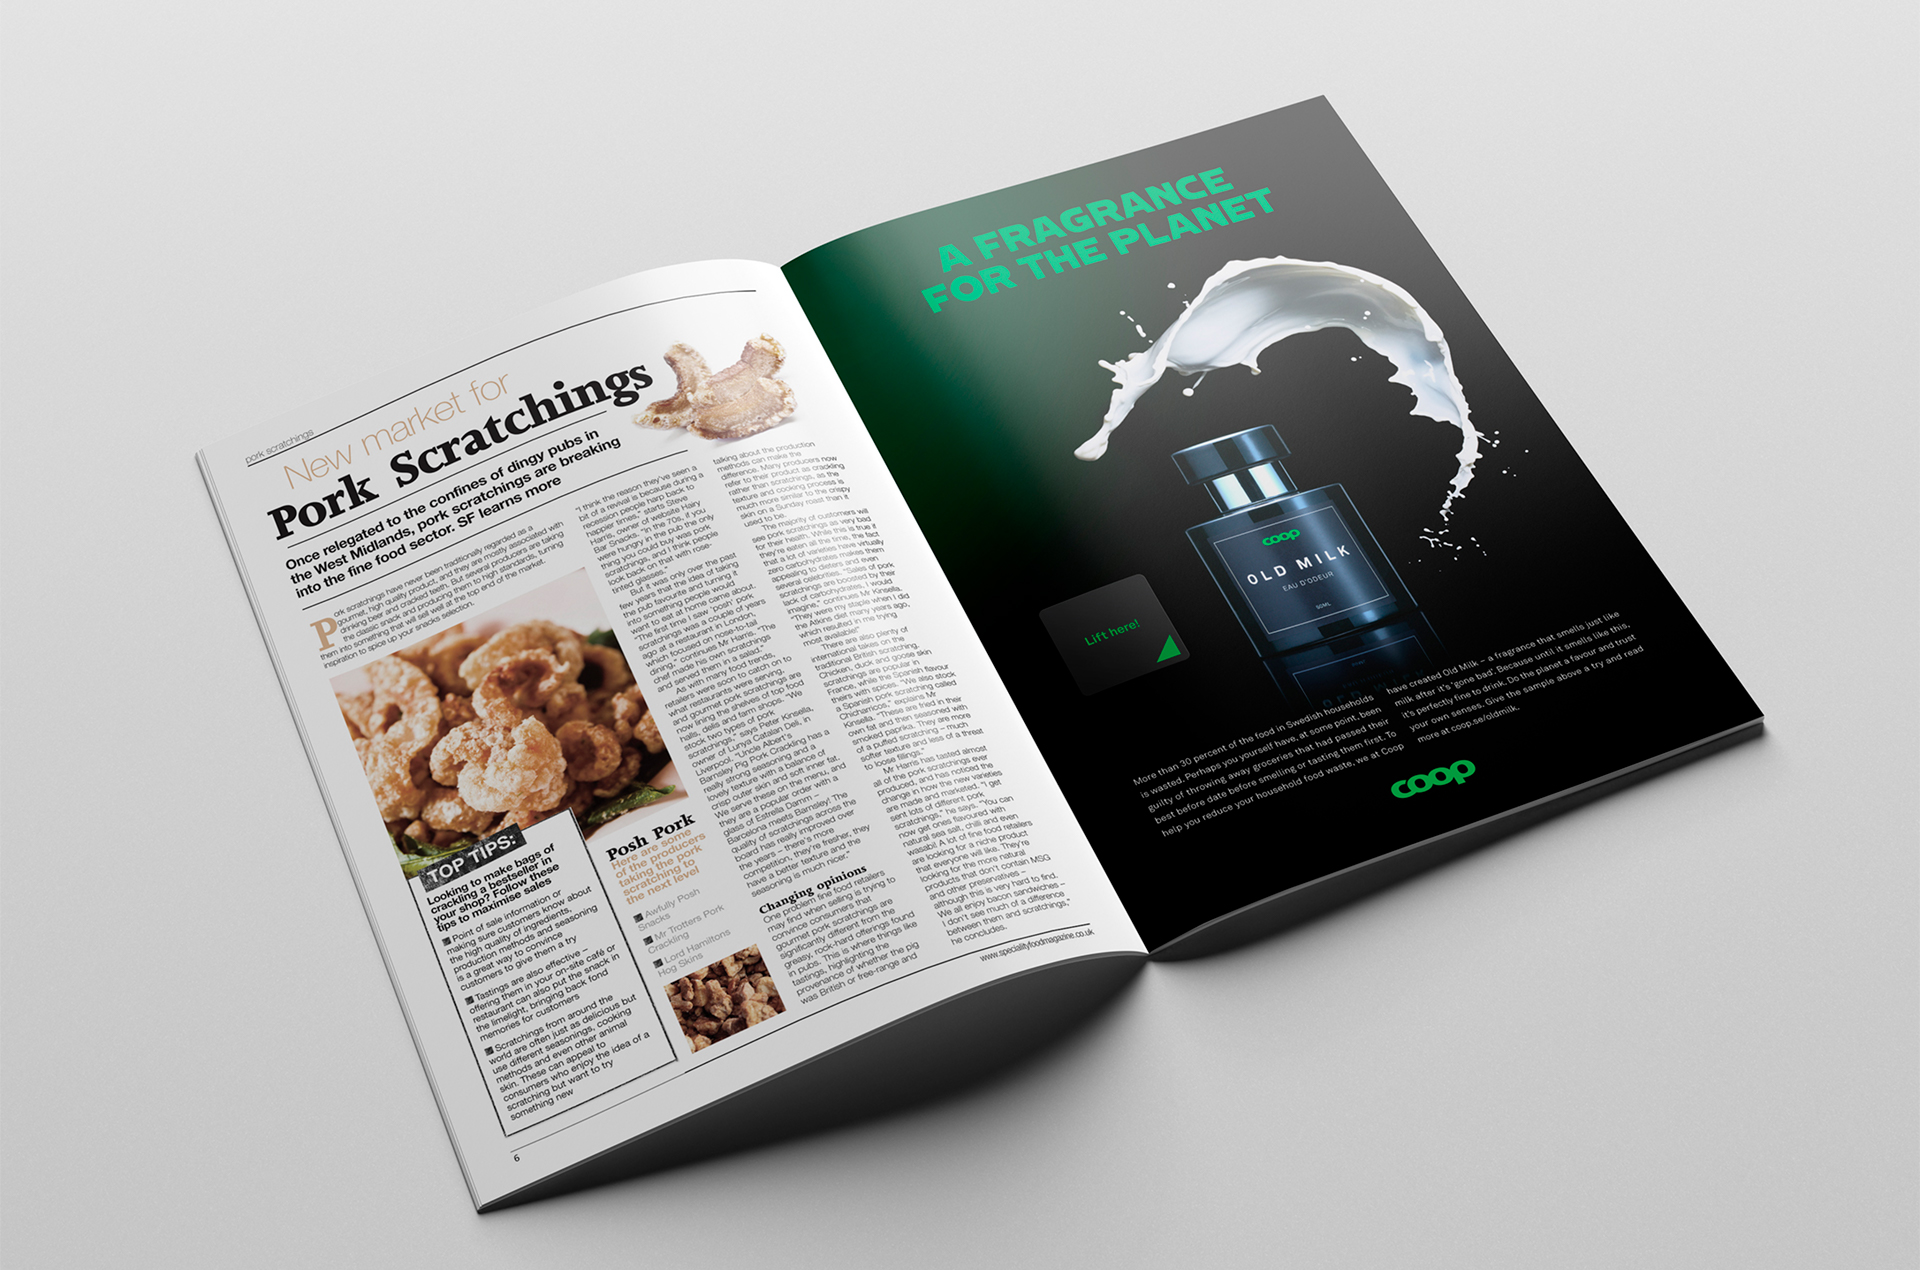 pork scratchings
New market for
Pork Scratchings
Once relegated to the confines of dingy pubs in
the West Midlands, pork scratchings are breaking
into the fine food sector. SF learns more
Pork scratchings have never been traditionally regarded as a
gourmet, high quality product, and they are mostly associated with
drinking beer and cracked teeth. But several producers are taking
the classic snack and producing them to high standards, turning
them into something that will sell well at the top end of the market.
inspiration to spice up your snacks selection.
TOP TIPS:
Looking to make bags of
crackling a bestseller in
your shop? Follow these
tips to maximise sales
Point of sale information or
making sure customers know about
the high quality of ingredients,
production methods and seasoning
is a great way to convince
customers to give them a try
Tastings are also effective –
offering them in your on-site café or
restaurant can also put the snack in
the limelight, bringing back fond
memories for customers
Scratchings from around the
world are often just as delicious but
use different seasonings, cooking
methods and even other animal
skin. These can appeal to
consumers who enjoy the idea of a
scratching but want to try
something new
6
"I think the reason they've seen a
bit of a revival is because during a
recession people harp back to
happier times," starts Steve
Harris, owner of website Hairy
Bar Snacks. "In the 70s, if you
were hungry in the pub the only
thing you could buy was pork
scratchings, and I think people
look back on that with rose-
tinted glasses."
But it was only over the past
few years that the idea of taking
the pub favourite and turning it
into something people would
want to eat at home came about.
"The first time I saw 'posh' pork
scratchings was a couple of years
ago at a restaurant in London,
which focused on nose-to-tail
dining," continues Mr Harris. "The
chef made his own scratchings
and served them in a salad."
As with many food trends,
retailers were soon to catch on to
what restaurants were serving,
and gourmet pork scratchings are
now lining the shelves of top food
halls, delis and farm shops. "We
stock two types of pork
scratchings," says Peter Kinsella,
owner of Lunya Catalan Deli, in
Liverpool. "Uncle Albert's
Barnsley Pig Pork Crackling has a
really strong seasoning and a
lovely texture with a balance of
crisp outer skin and soft inner fat.
We serve these on the menu, and
they are a popular order with a
glass of Estrella Damm –
Barcelona meets Barnsley! The
quality of scratchings across the
board has really improved over
the years – there's more
competition, they're fresher, they
have a better texture and the
seasoning is much nicer."
Posh Pork
Here are some
of the producers
taking the pork
scratching to
the next level
Awfully Posh
Snacks
Mr Trotters Pork
Crackling
Lord Hamiltons
Hog Skins
Changing opinions
One problem fine food retailers
may find when selling is trying to
convince consumers that
gourmet pork scratchings are
significantly different from the
greasy, rock-hard offerings found
in pubs. This is where things like
tastings, highlighting the
provenance of whether the pig
was British or free-range and
talking about the production
methods can make the
difference. Many producers now
refer to their product as crackling
rather than scratchings, as the
texture and cooking process is
much more similar to the crispy
skin on a Sunday roast than it
used to be.
The majority of customers will
see pork scratchings as very bad
for their health. While this is true if
they're eaten all the time, the fact
that a lot of varieties have virtually
zero carbohydrates makes them
appealing to dieters and even
several celebrities. "Sales of pork
scratchings are boosted by their
lack of carbohydrates, I would
imagine," continues Mr Kinsella,
"They were my staple when I did
the Atkins diet many years ago,
which resulted in me trying
most available!"
There are also plenty of
international takes on the
traditional British scratching.
Chicken, duck and goose skin
scratchings are popular in
France, while the Spanish flavour
theirs with spices. "We also stock
a Spanish pork scratching called
Chicharricos," explains Mr
Kinsella. "These are fried in their
own fat and then seasoned with
smoked paprika. They are more
of a puffed scratching – much
softer texture and less of a threat
to loose fillings."
Mr Harris has tasted almost
all of the pork scratchings ever
produced, and has noticed the
change in how the new varieties
are made and marketed. "I get
sent lots of different pork
scratchings," he says. "You can
now get ones flavoured with
natural sea salt, chilli and even
wasabi! A lot of fine food retailers
are looking for a niche product
that everyone will like. They're
looking for the more natural
products that don't contain MSG
and other preservatives –
although this is very hard to find.
We all enjoy bacon sandwiches –
I don't see much of a difference
between them and scratchings,"
he concludes.
www.specialityfoodmagazine.co.uk
A FRAGRANCE
FOR THE PLANET
coop
OLD MILK
EAU D'ODEUR
50ML
Lift here!
More than 30 percent of the food in Swedish households
is wasted. Perhaps you yourself have, at some point, been
guilty of throwing away groceries that had passed their
best before date before smelling or tasting them first. To
help you reduce your household food waste, we at Coop
have created Old Milk – a fragrance that smells just like
milk after it's 'gone bad'. Because until it smells like this,
it's perfectly fine to drink. Do the planet a favour and trust
your own senses. Give the sample above a try and read
more at coop.se/oldmilk.
coop